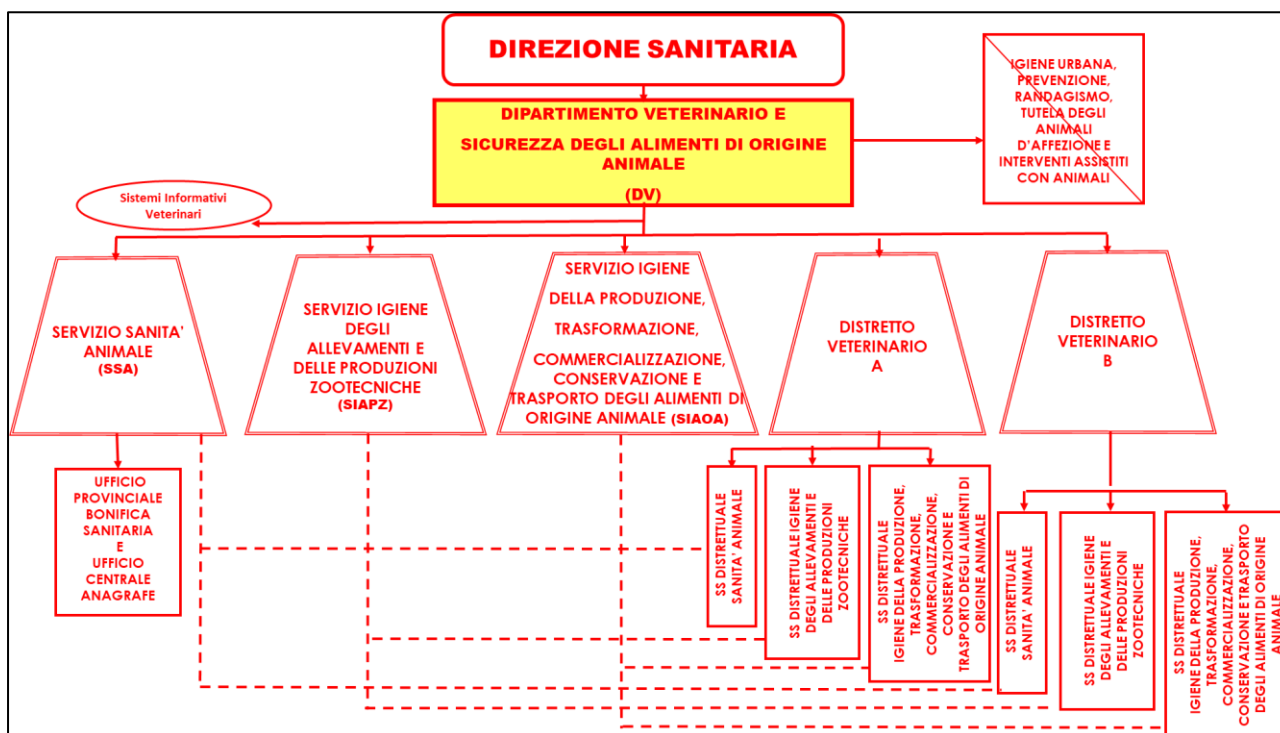 DIREZIONE SANITARIA
DIPARTIMENTO VETERINARIO E
SICUREZZA DEGLI ALIMENTI DI ORIGINE
ANIMALE
(DV)
IGIENE URBANA,
PREVENZIONE,
RANDAGISMO,
TUTELA DEGLI
ANIMALI
D'AFFEZIONE E
INTERVENTI ASSISTITI
CON ANIMALI
Sistemi Informativi
Veterinari
SERVIZIO SANITA'
ANIMALE
(SSA)
SERVIZIO IGIENE
DEGLI
ALLEVAMENTI E
DELLE PRODUZIONI
ZOOTECNICHE
(SIAPZ)
SERVIZIO IGIENE
DELLA PRODUZIONE,
TRASFORMAZIONE,
COMMERCIALIZZAZIONE,
CONSERVAZIONE E
TRASPORTO DEGLI ALIMENTI DI
ORIGINE ANIMALE (SIAOA)
DISTRETTO
VETERINARIO
A
DISTRETTO
VETERINARIO
B
UFFICIO
PROVINCIALE
BONIFICA
SANITARIA
E
UFFICIO
CENTRALE
ANAGRAFE
SS DISTRETTUALE
SANITA' ANIMALE
SS DISTRETTUALE IGIENE
DEGLI ALLEVAMENTI E
DELLE PRODUZIONI
ZOOTECNICHE
SS DISTRETTUALE
IGIENE DELLA PRODUZIONE,
TRASFORMAZIONE,
COMMERCIALIZZAZIONE,
CONSERVAZIONE E
TRASPORTO DEGLI ALIMENTI DI
ORIGINE ANIMALE
SS DISTRETTUALE
SANITA' ANIMALE
SS DISTRETTUALE IGIENE
DEGLI ALLEVAMENTI E
DELLE PRODUZIONI
ZOOTECNICHE
SS DISTRETTUALE
IGIENE DELLA PRODUZIONE,
TRASFORMAZIONE,
COMMERCIALIZZAZIONE,
CONSERVAZIONE E TRASPORTO
DEGLI ALIMENTI DI ORIGINE
ANIMALE